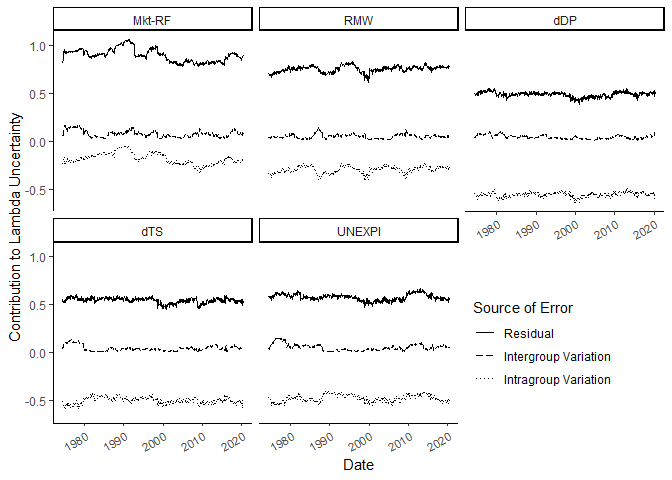 Mkt-RF
RMW
dDP
1.0
0.5
0.0
-0.5
1980
1990
2000
2010
2020
dTS
UNEXPI
1.0
0.5
0.0
-0.5
1980
1990
2000
2010
2020
1980
1990
2000
2010
2020
Contribution to Lambda Uncertainty
Date
Source of Error
Residual
Intergroup Variation
Intragroup Variation